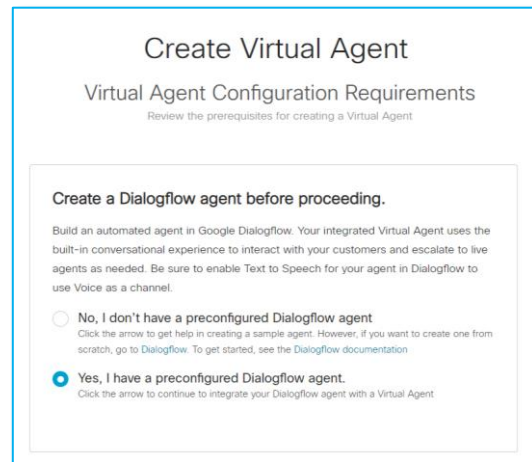 Create Virtual Agent
Virtual Agent Configuration Requirements
Review the prerequisites for creating a Virtual Agent
Create a Dialogflow agent before proceeding.
Build an automated agent in Google Dialogflow. Your integrated Virtual Agent uses the
built-in conversational experience to interact with your customers and escalate to live
agents as needed. Be sure to enable Text to Speech for your agent in Dialogflow to
use Voice as a channel.
No, I don't have a preconfigured Dialogflow agent
Click the arrow to get help in creating a sample agent. However, if you want to create one from
scratch, go to Dialogflow. To get started, see the Dialogflow documentation
Yes, I have a preconfigured Dialogflow agent.
Click the arrow to continue to integrate your Dialogflow agent with a Virtual Agent